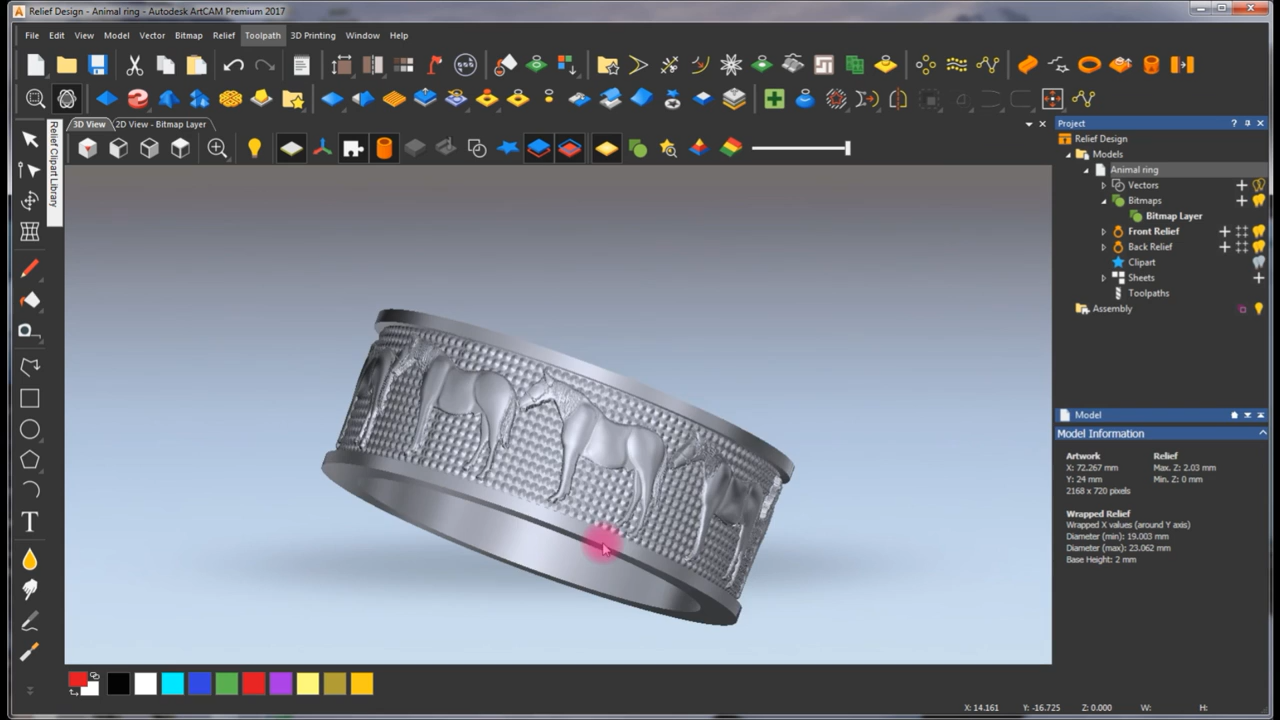 Relief Design - Animal ring - Autodesk ArtCAM Premium 2017
File Edit View Model Vector Bitmap Relief Toolpath 3D Printing Window Help
3D View 2D View - Bitmap Layer
Relief Clipart Library
Project
Relief Design
Models
Animal ring
Vectors
Bitmaps
Bitmap Layer
Front Relief
Back Relief
Clipart
Sheets
Toolpaths
Assembly
Model
Model Information
Artwork Relief
X: 72.267 mm Max. Z: 2.03 mm
Y: 24 mm Min. Z: 0 mm
2168 x 720 pixels
Wrapped Relief
Wrapped X values (around Y axis)
Diameter (min): 19.003 mm
Diameter (max): 23.062 mm
Base Height: 2 mm
X: 14.161 Y: -16.725 Z: 0.000 W: H: